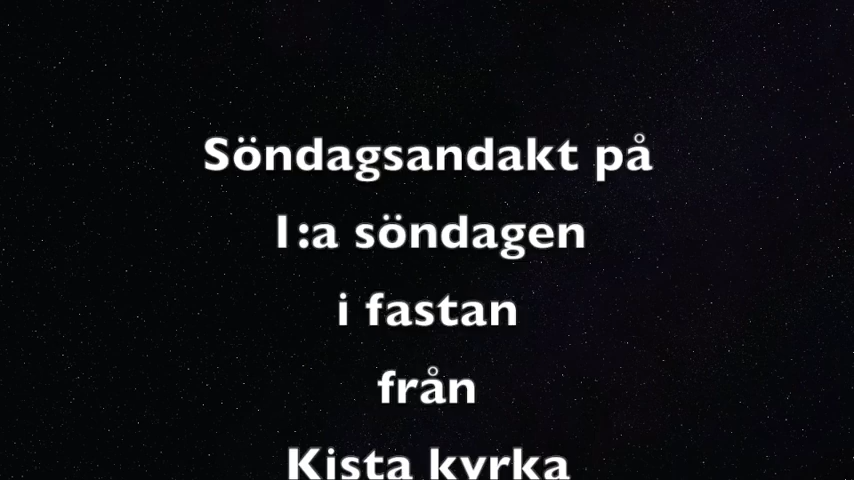 Söndagsandakt på
1:a söndagen
i fastan
från
Kista kyrka